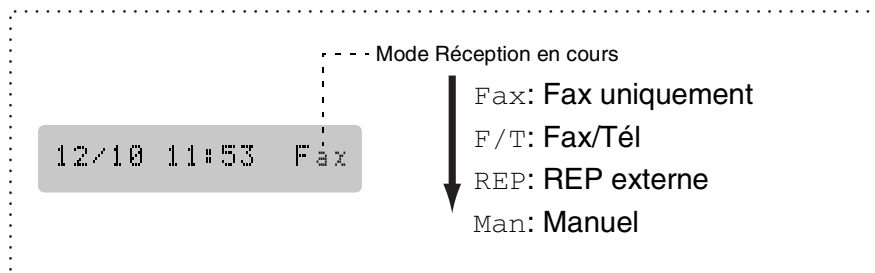 Mode Réception en cours
Fax: Fax uniquement
F/T: Fax/Tél
12/10 11:53 Fax
REP: REP externe
Man: Manuel